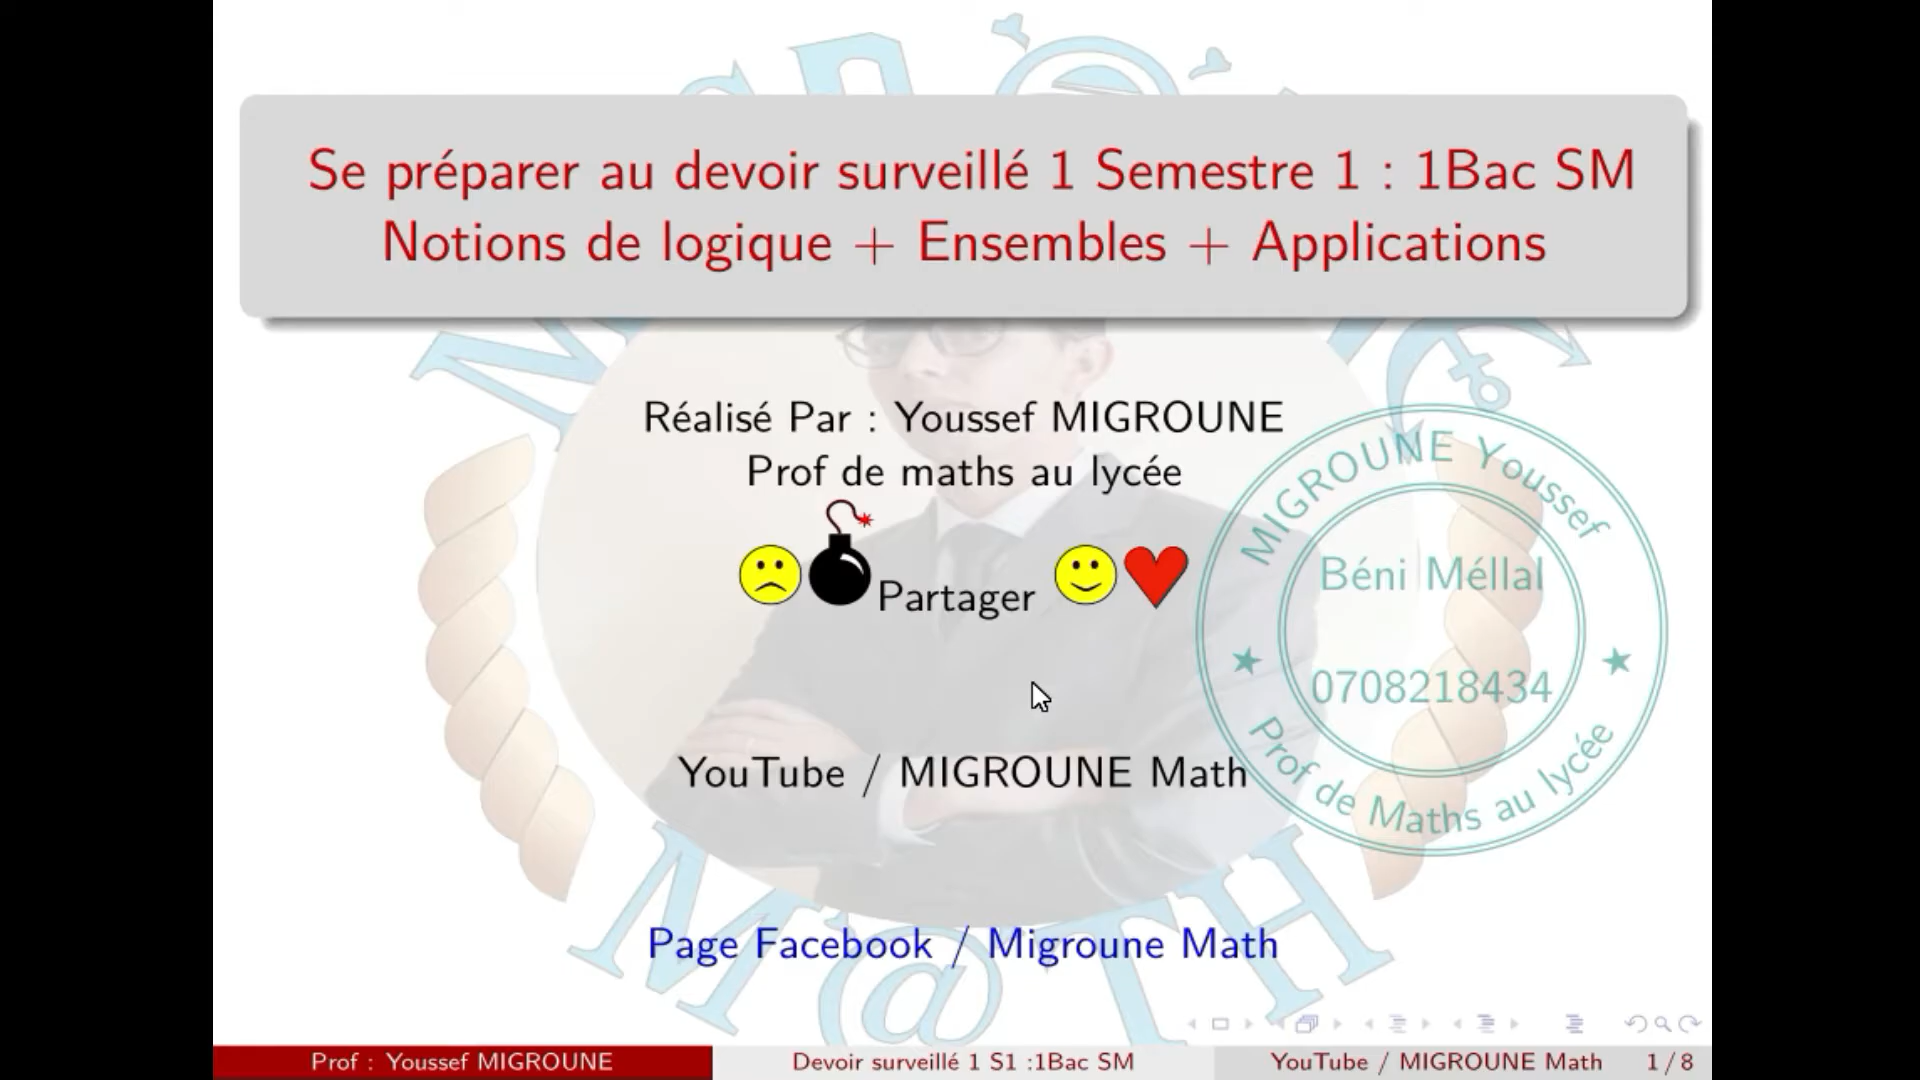 Se préparer au devoir surveillé 1 Semestre 1 : 1Bac SM
Notions de logique + Ensembles + Applications
Réalisé Par : Youssef MIGROUNE
Prof de maths au lycée
Partager
MIGROUNE Youssef
Béni Méllal
0708218434
Prof de Maths au lycée
YouTube / MIGROUNE Math
Page Facebook / Migroune Math
M@TH
Prof : Youssef MIGROUNE
Devoir surveillé 1 S1 :1Bac SM
YouTube / MIGROUNE Math
1 / 8